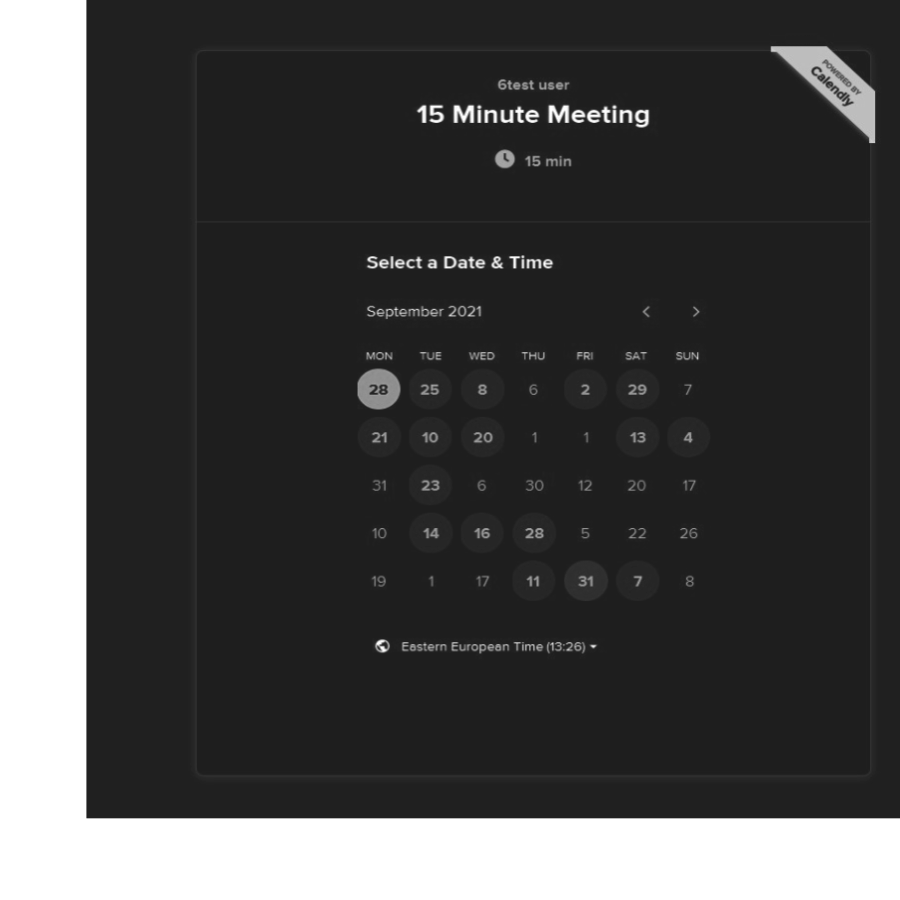 POWERED BY
Calendly
6test user
15 Minute Meeting
15 min
Select a Date & Time
September 2021
MON TUE WED THU FRI SAT SUN
28 25 8 6 2 29 7
21 10 20 1 1 13 4
31 23 6 30 12 20 17
10 14 16 28 5 22 26
19 1 17 11 31 7 8
Eastern European Time (13:26)